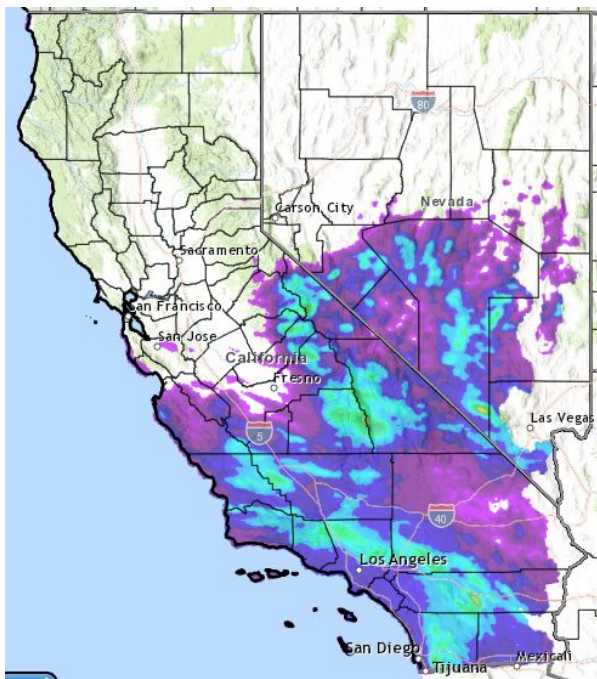 80
Nevada
Carson City
Sacramento
San Francisco
San Jose
California
Fresno
5
Las Vegas
40
Los Angeles
San Diego
Tijuana
Mexicali